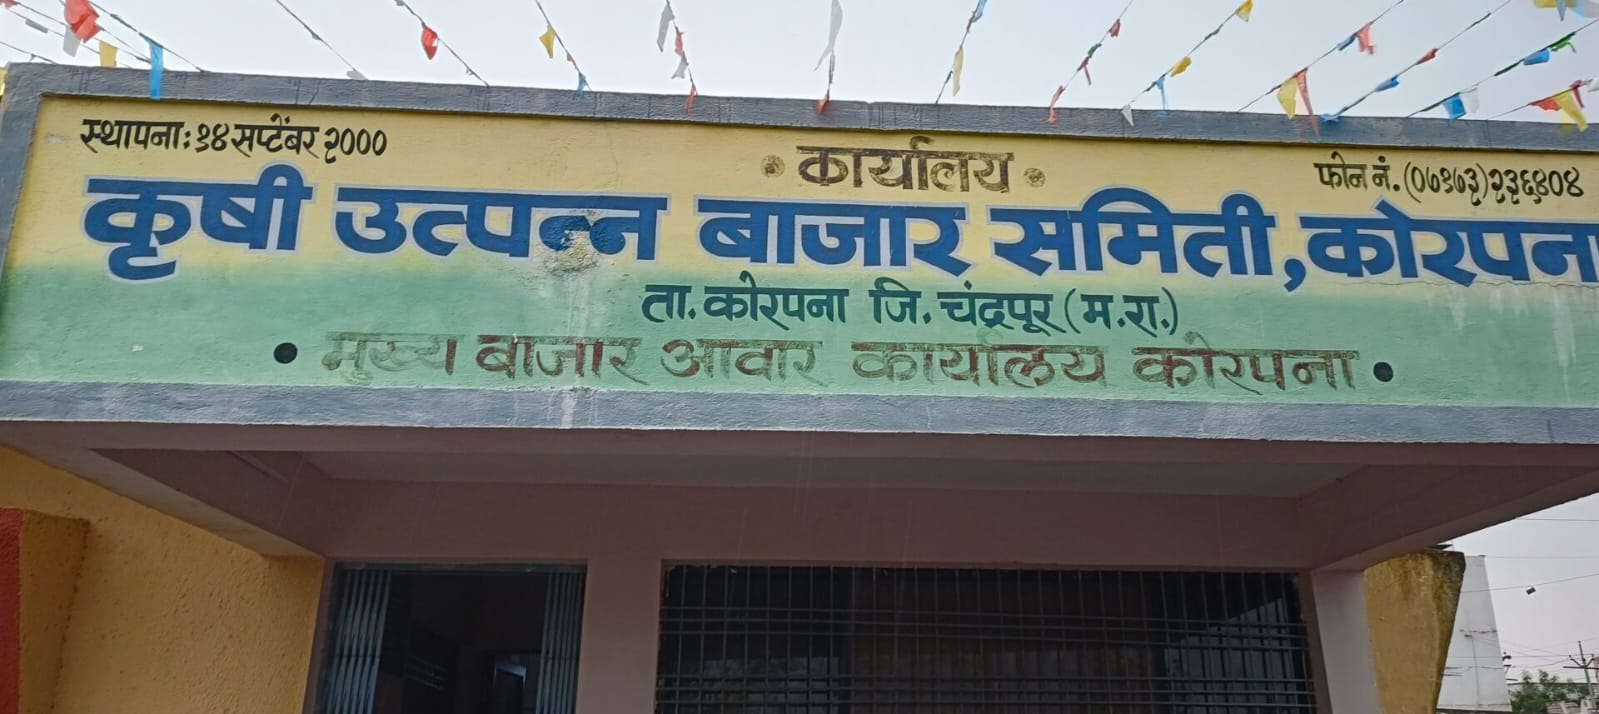 स्थापना: १४ सप्टेंबर २०००
कार्यालय
फोन नं. (०७१७३) २३६४०४
कृषी उत्पन्न बाजार समिती, कोरपना
ता. कोरपना जि. चंद्रपूर (म.रा.)
• मुख्य बाजार आवार कार्यालय कोरपना •